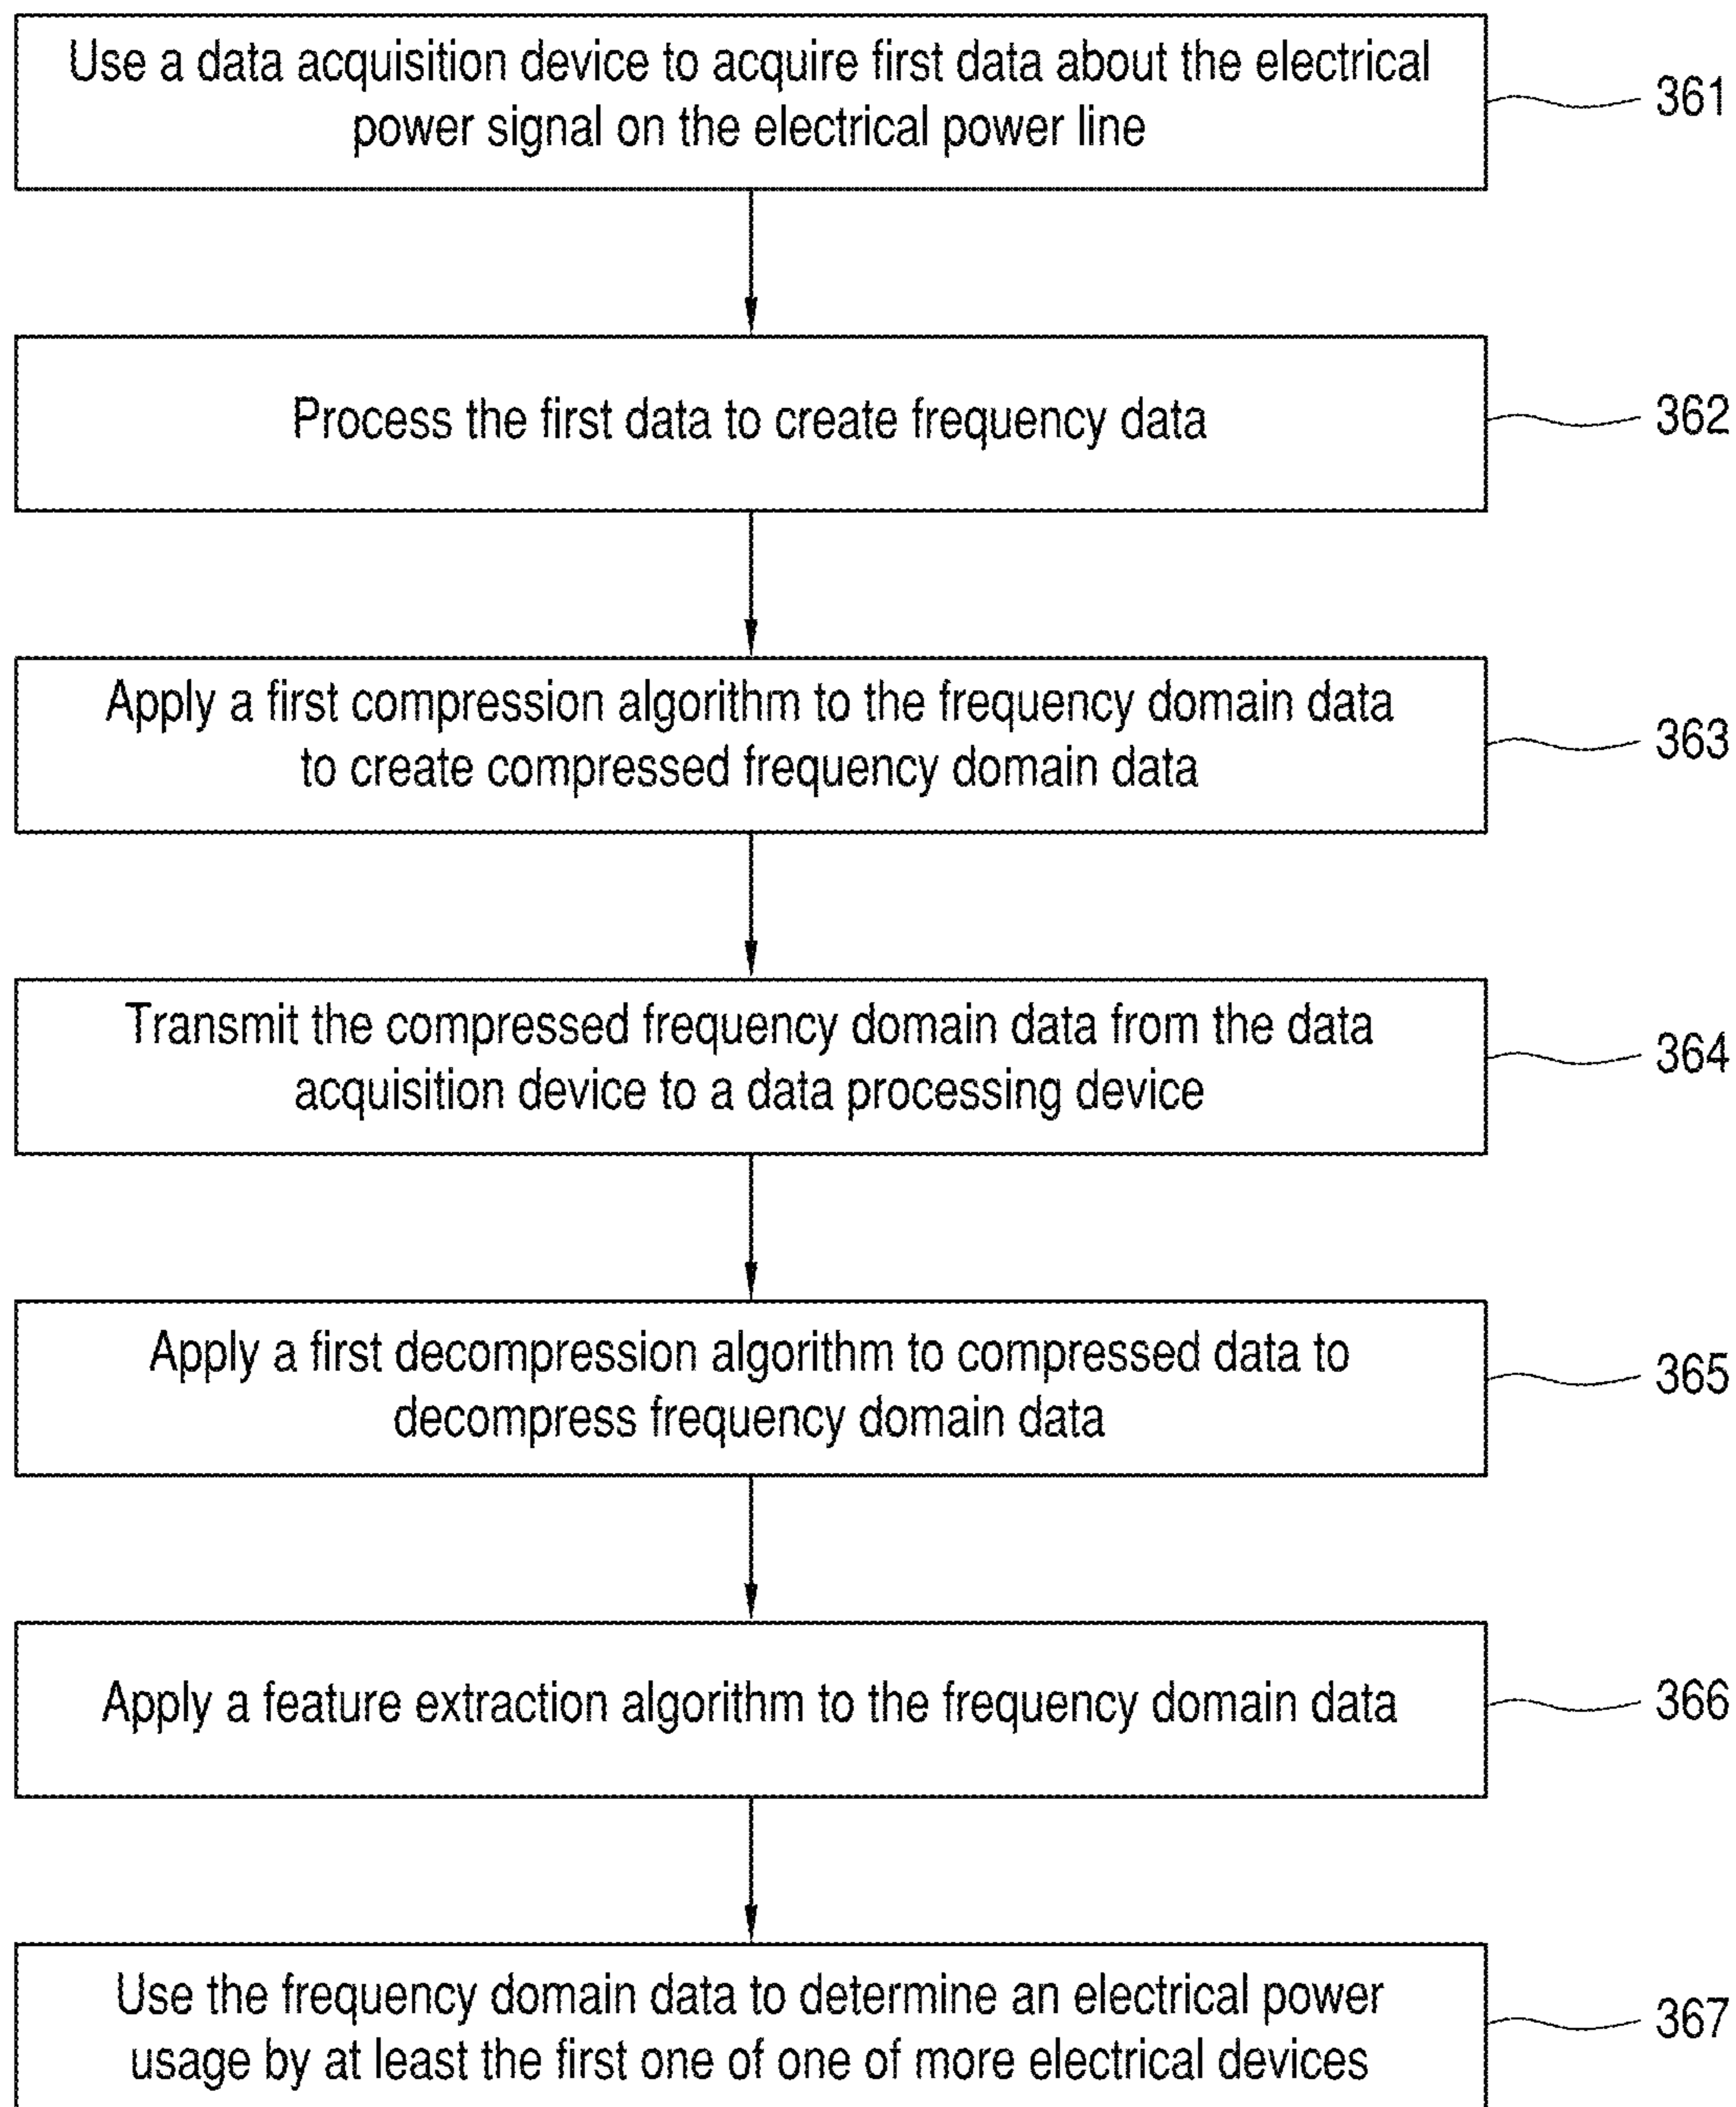 Use a data acquisition device to acquire first data about the electrical
power signal on the electrical power line
361
Process the first data to create frequency data
362
Apply a first compression algorithm to the frequency domain data
to create compressed frequency domain data
363
Transmit the compressed frequency domain data from the data
acquisition device to a data processing device
364
Apply a first decompression algorithm to compressed data to
decompress frequency domain data
365
Apply a feature extraction algorithm to the frequency domain data
366
Use the frequency domain data to determine an electrical power
usage by at least the first one of one of more electrical devices
367